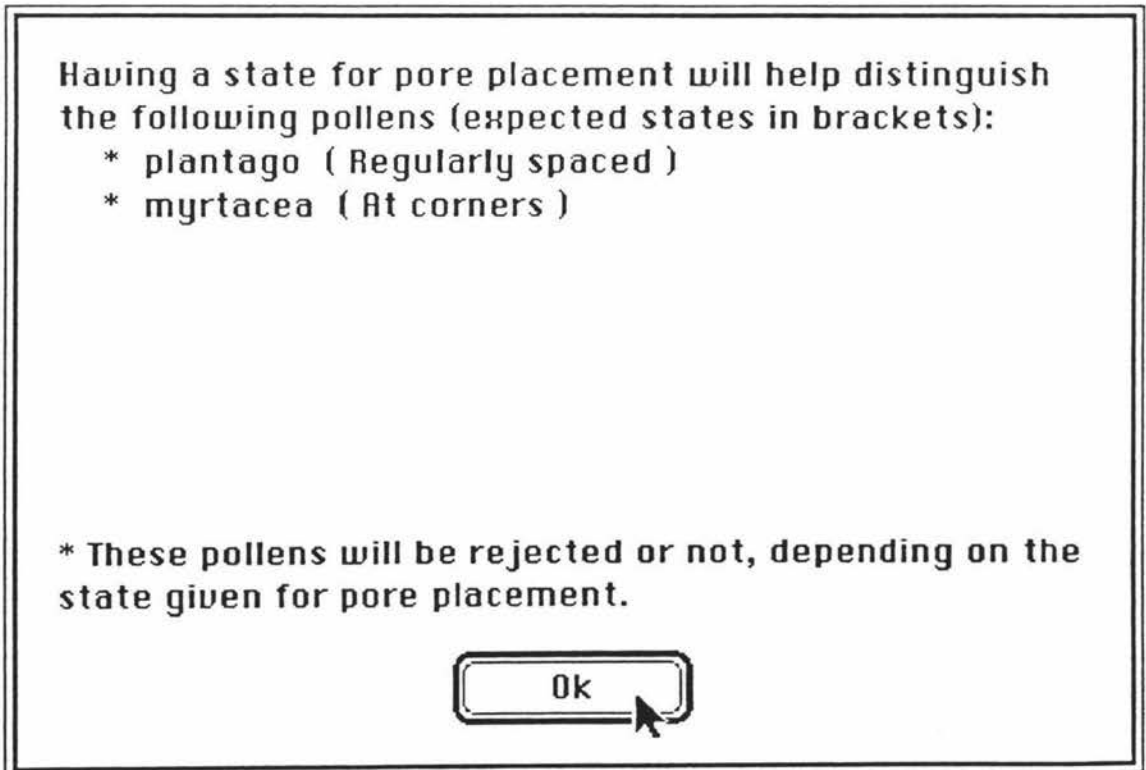 Having a state for pore placement will help distinguish
the following pollens (expected states in brackets):
* plantago ( Regularly spaced )
* myrtacea ( At corners )
* These pollens will be rejected or not, depending on the
state given for pore placement.
Ok